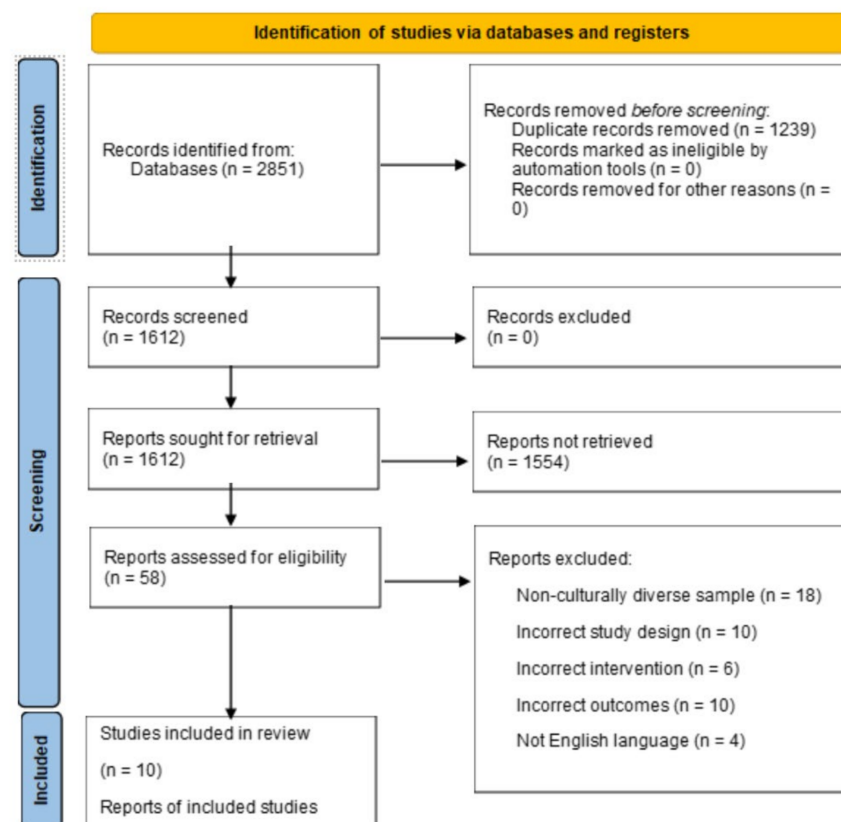 Identification of studies via databases and registers
Identification
Records identified from:
Databases (n = 2851)
Records removed before screening:
Duplicate records removed (n = 1239)
Records marked as ineligible by
automation tools (n = 0)
Records removed for other reasons (n =
0)
Screening
Records screened
(n = 1612)
Records excluded
(n = 0)
Reports sought for retrieval
(n = 1612)
Reports not retrieved
(n = 1554)
Reports assessed for eligibility
(n = 58)
Reports excluded:
Non-culturally diverse sample (n = 18)
Incorrect study design (n = 10)
Incorrect intervention (n = 6)
Incorrect outcomes (n = 10)
Not English language (n = 4)
Included
Studies included in review
(n = 10)
Reports of included studies